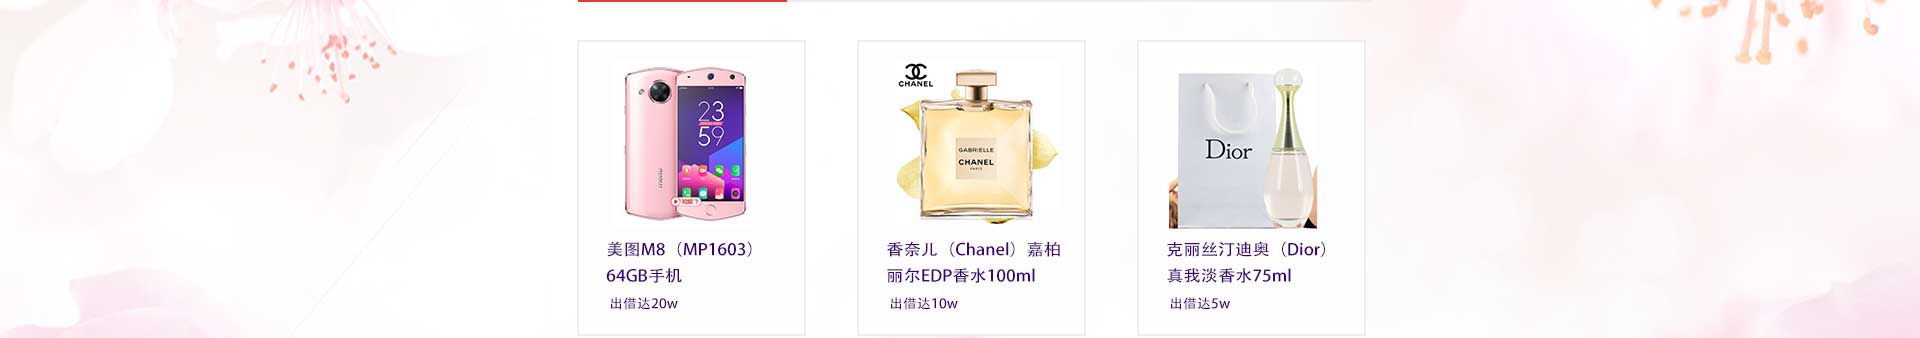 23
59
视频
美图M8（MP1603）
64GB手机
出借达20w
CHANEL
GABRIELLE
CHANEL
PARIS
香奈儿（Chanel）嘉柏
丽尔EDP香水100ml
出借达10w
Dior
克丽丝汀迪奥（Dior）
真我淡香水75ml
出借达5w